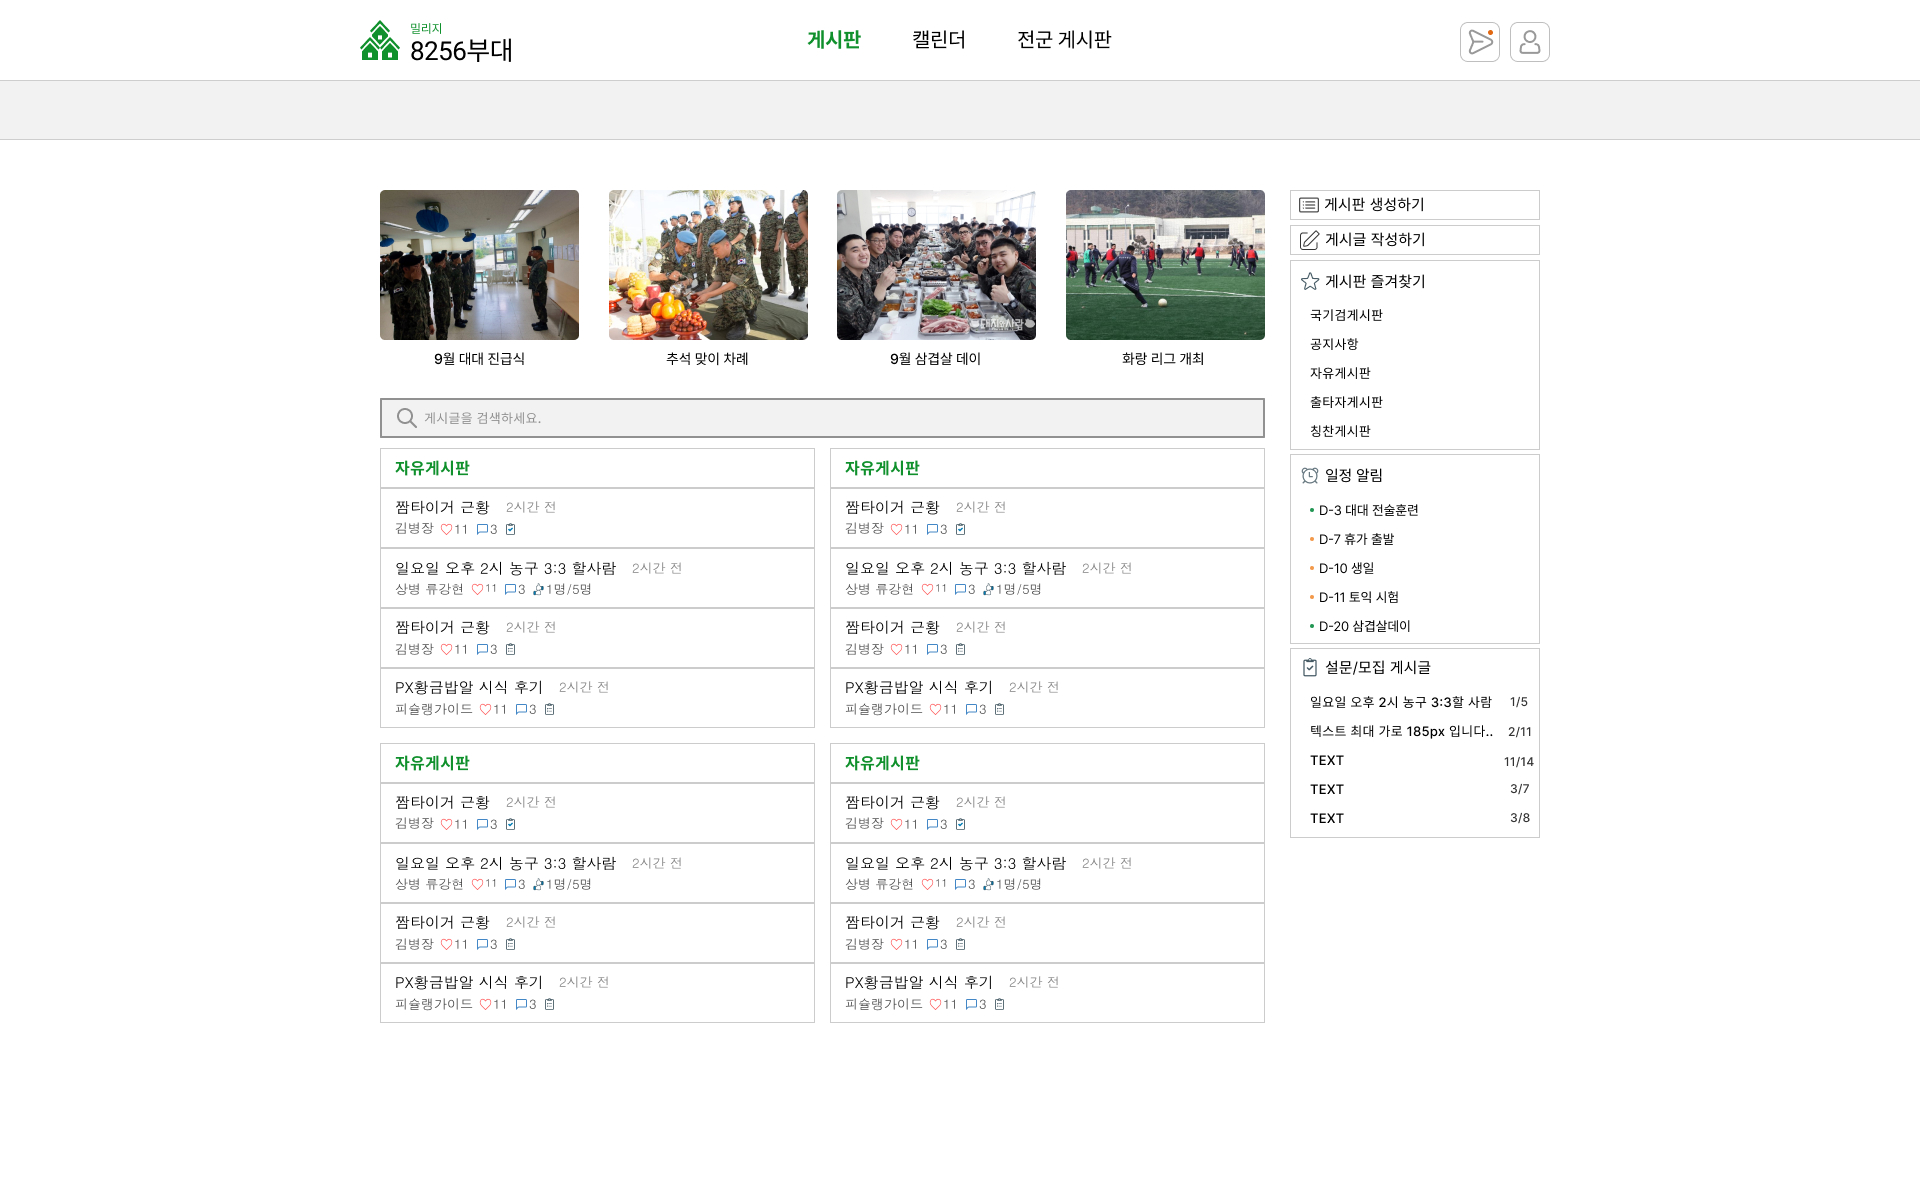 밀리지
8256부대
게시판
캘린더
전군 게시판
돼지소사람
9월 대대 진급식
추석 맞이 차례
9월 삼겹살 데이
화랑 리그 개최
게시글을 검색하세요.
자유게시판
짬타이거 근황 2시간 전
김병장 11 3
일요일 오후 2시 농구 3:3 할사람 2시간 전
상병 류강현 11 3 1명/5명
짬타이거 근황 2시간 전
김병장 11 3
PX황금밥알 시식 후기 2시간 전
피슐랭가이드 11 3
자유게시판
짬타이거 근황 2시간 전
김병장 11 3
일요일 오후 2시 농구 3:3 할사람 2시간 전
상병 류강현 11 3 1명/5명
짬타이거 근황 2시간 전
김병장 11 3
PX황금밥알 시식 후기 2시간 전
피슐랭가이드 11 3
자유게시판
짬타이거 근황 2시간 전
김병장 11 3
일요일 오후 2시 농구 3:3 할사람 2시간 전
상병 류강현 11 3 1명/5명
짬타이거 근황 2시간 전
김병장 11 3
PX황금밥알 시식 후기 2시간 전
피슐랭가이드 11 3
자유게시판
짬타이거 근황 2시간 전
김병장 11 3
일요일 오후 2시 농구 3:3 할사람 2시간 전
상병 류강현 11 3 1명/5명
짬타이거 근황 2시간 전
김병장 11 3
PX황금밥알 시식 후기 2시간 전
피슐랭가이드 11 3
게시판 생성하기
게시글 작성하기
게시판 즐겨찾기
국기검게시판
공지사항
자유게시판
출타자게시판
칭찬게시판
일정 알림
D-3 대대 전술훈련
D-7 휴가 출발
D-10 생일
D-11 토익 시험
D-20 삼겹살데이
설문/모집 게시글
일요일 오후 2시 농구 3:3할 사람 1/5
텍스트 최대 가로 185px 입니다.. 2/11
TEXT 11/14
TEXT 3/7
TEXT 3/8